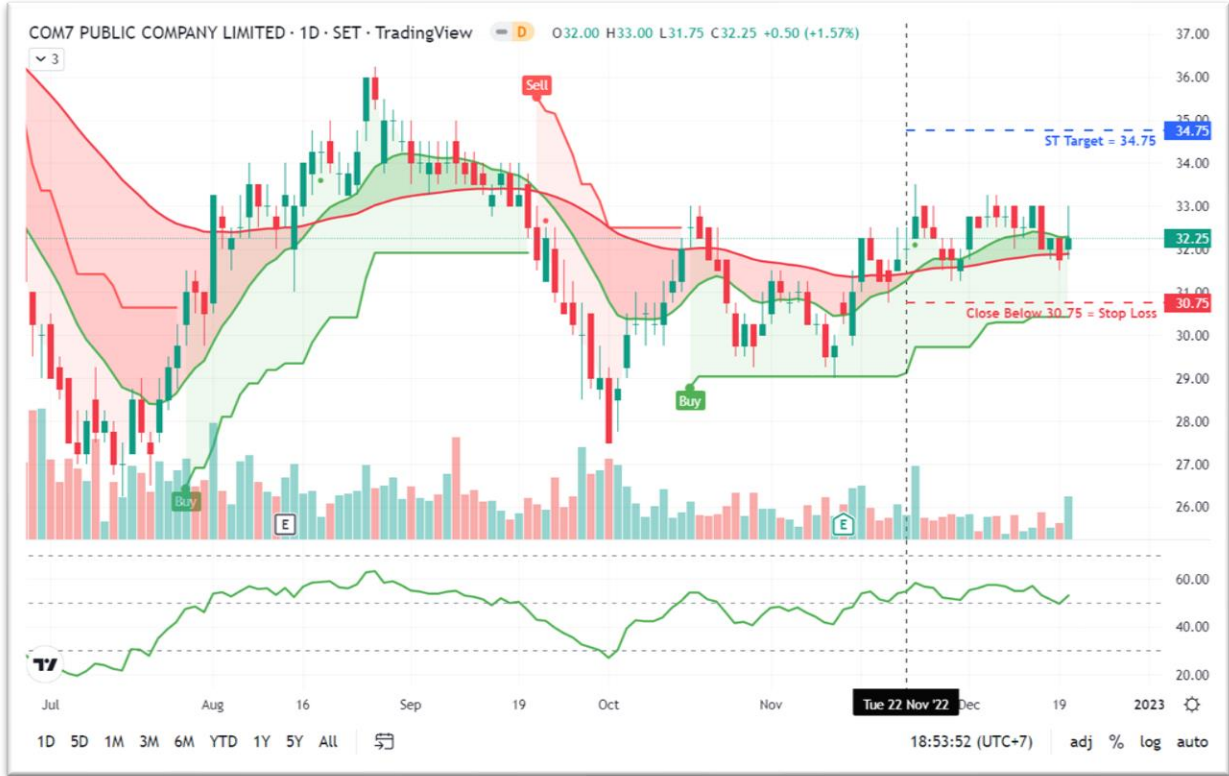 COM7 PUBLIC COMPANY LIMITED · 1D · SET · TradingView D O32.00 H33.00 L31.75 C32.25 +0.50 (+1.57%)
3
37.00
36.00
Sell
35.00
34.75
ST Target = 34.75
34.00
33.00
32.25
32.00
31.00
30.75
Close Below 30.75 = Stop Loss
30.00
29.00
Buy
28.00
27.00
Buy
26.00
E
E
60.00
40.00
20.00
Jul Aug 16 Sep 19 Oct Nov Tue 22 Nov '22 Dec 19 2023
1D 5D 1M 3M 6M YTD 1Y 5Y All 18:53:52 (UTC+7) adj % log auto